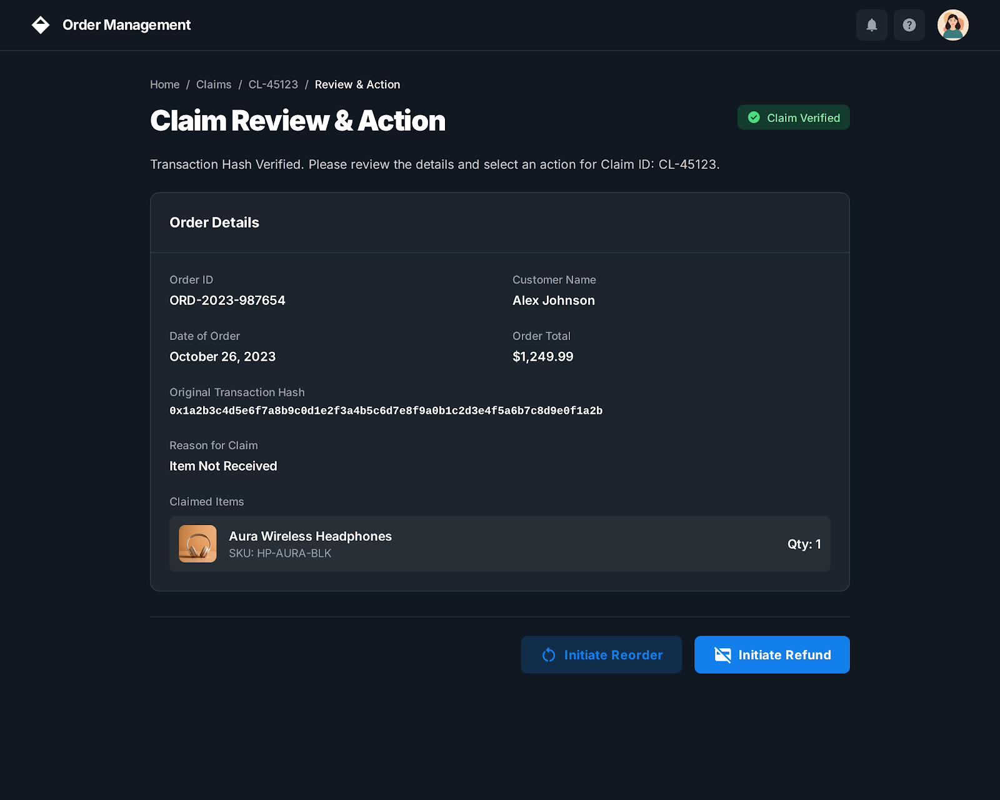 Order Management
Home / Claims / CL-45123 / Review & Action
Claim Review & Action
Claim Verified
Transaction Hash Verified. Please review the details and select an action for Claim ID: CL-45123.
Order Details
Order ID
ORD-2023-987654
Customer Name
Alex Johnson
Date of Order
October 26, 2023
Order Total
$1,249.99
Original Transaction Hash
0x1a2b3c4d5e6f7a8b9c0d1e2f3a4b5c6d7e8f9a0b1c2d3e4f5a6b7c8d9e0f1a2b
Reason for Claim
Item Not Received
Claimed Items
Aura Wireless Headphones
SKU: HP-AURA-BLK
Qty: 1
Initiate Reorder
Initiate Refund